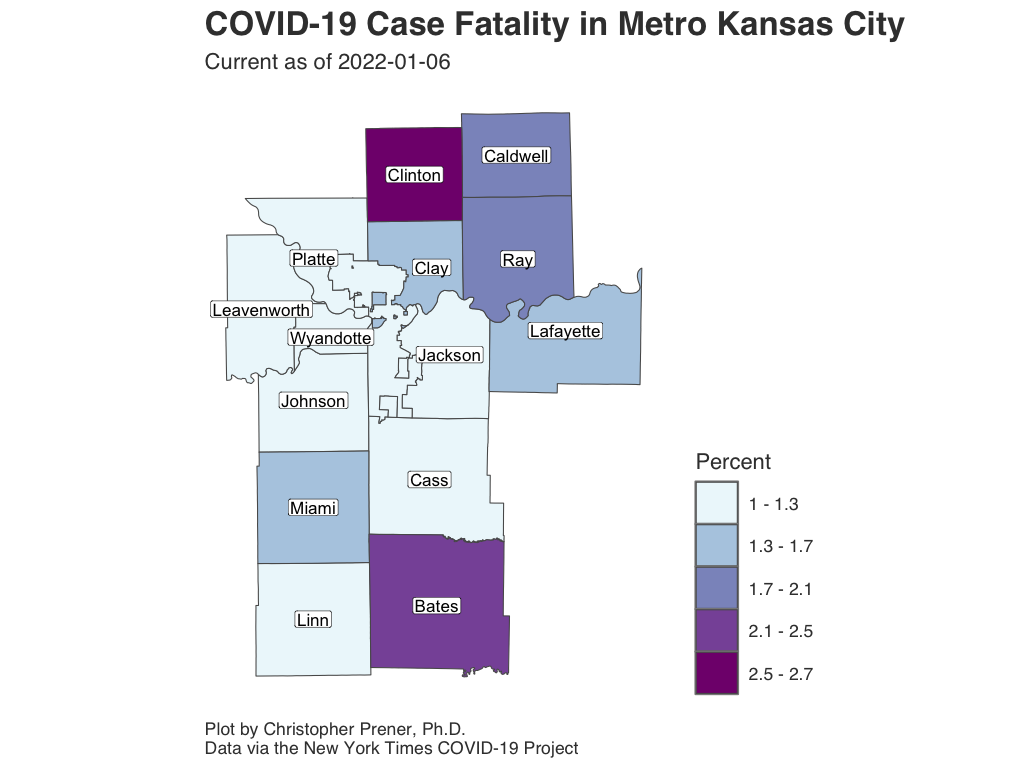 COVID-19 Case Fatality in Metro Kansas City
Current as of 2022-01-06
Caldwell
Clinton
Platte
Clay
Ray
Leavenworth
Wyandotte
Lafayette
Jackson
Johnson
Cass
Miami
Bates
Linn
Percent
1 - 1.3
1.3 - 1.7
1.7 - 2.1
2.1 - 2.5
2.5 - 2.7
Plot by Christopher Prener, Ph.D.
Data via the New York Times COVID-19 Project